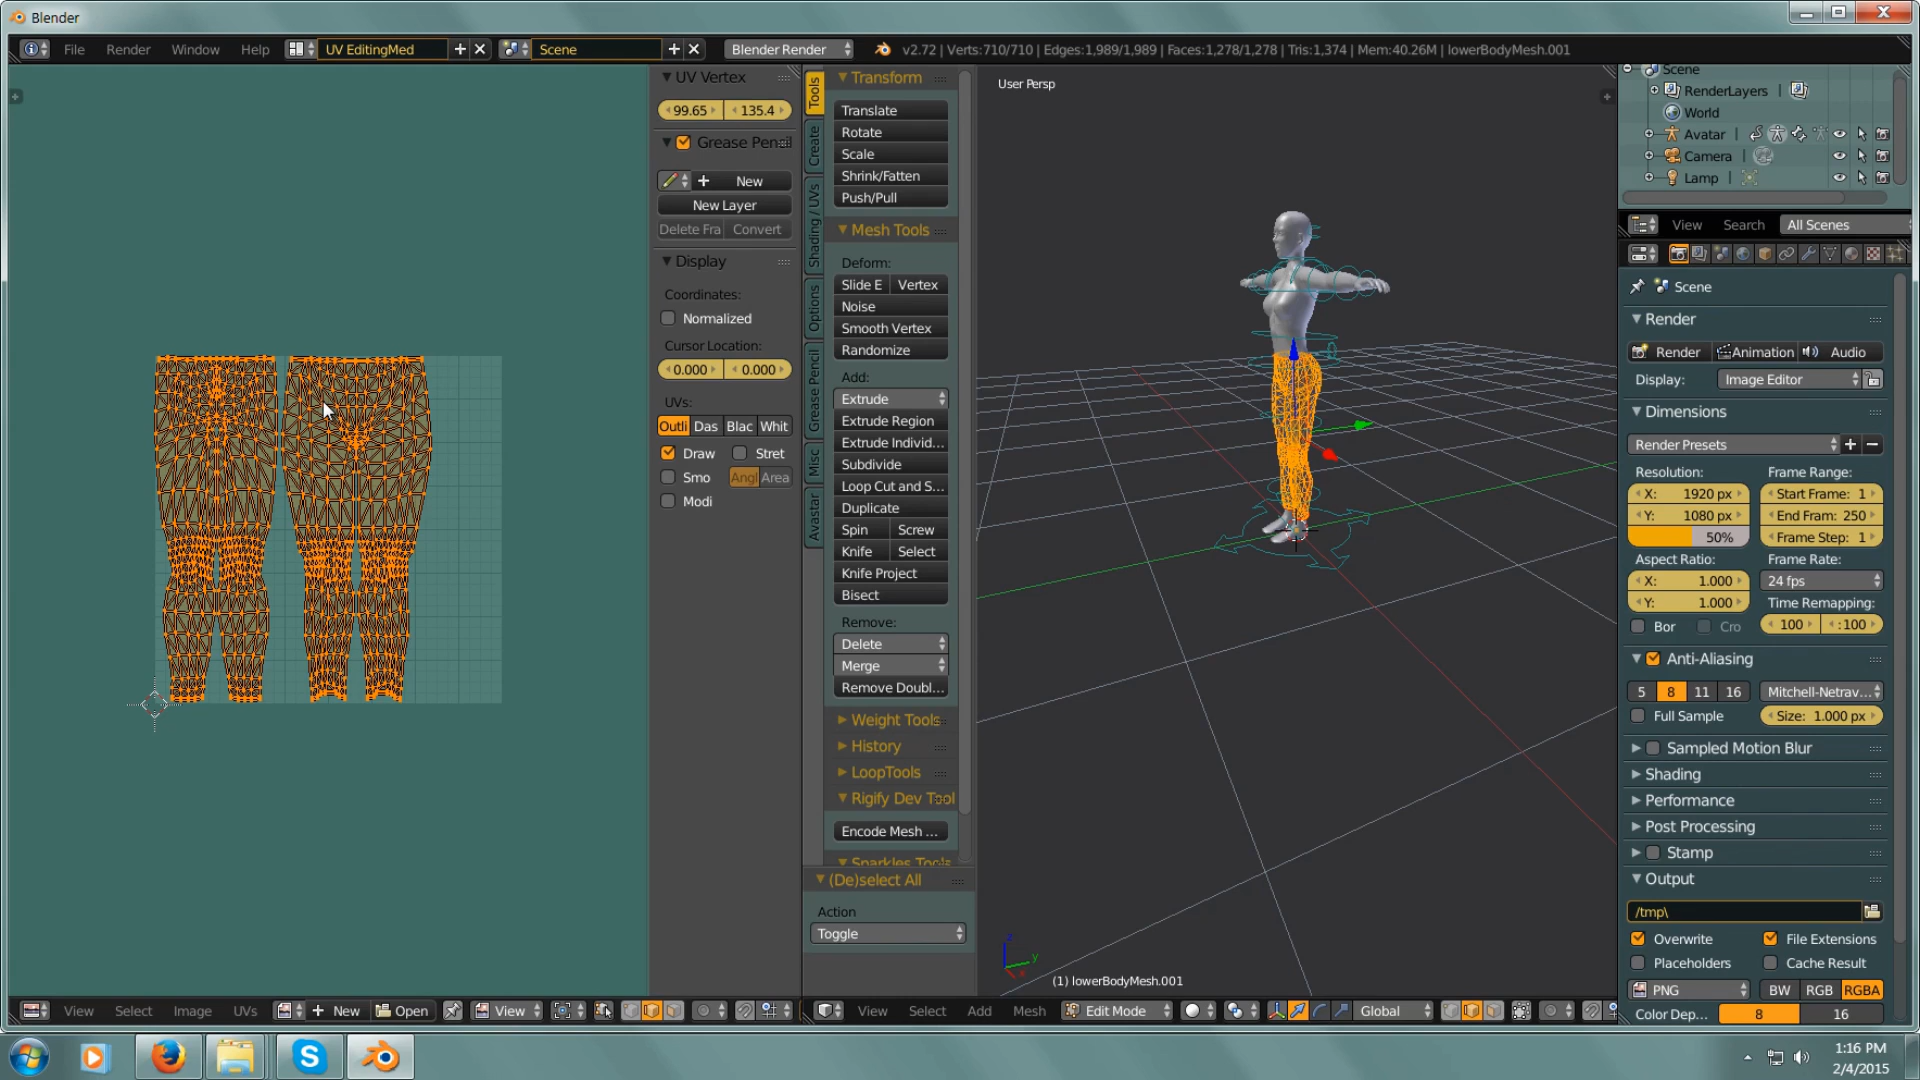 Blender
File Render Window Help UV EditingMed Scene Blender Render v2.72 | Verts:710/710 | Edges:1,989/1,989 | Faces:1,278/1,278 | Tris:1,374 | Mem:40.26M | lowerBodyMesh.001
UV Vertex
99.65 135.4
Grease Pencil
New
New Layer
Delete Fra Convert
Display
Coordinates:
Normalized
Cursor Location:
0.000 0.000
UVs:
Outli Das Blac Whit
Draw Stret
Smo Angl Area
Modi
Tools
Create
Shading / UVs
Options
Grease Pencil
Misc
Avastar
Transform
Translate
Rotate
Scale
Shrink/Fatten
Push/Pull
Mesh Tools
Deform:
Slide E Vertex
Noise
Smooth Vertex
Randomize
Add:
Extrude
Extrude Region
Extrude Individ...
Subdivide
Loop Cut and S...
Duplicate
Spin Screw
Knife Select
Knife Project
Bisect
Remove:
Delete
Merge
Remove Doubl...
Weight Tools
History
LoopTools
Rigify Dev Tool
Encode Mesh ...
Sparkles Tools
(De)select All
Action
Toggle
User Persp
z
y
x
(1) lowerBodyMesh.001
Scene
RenderLayers
World
Avatar
Camera
Lamp
View Search All Scenes
Scene
Render
Render Animation Audio
Display: Image Editor
Dimensions
Render Presets
Resolution: Frame Range:
X: 1920 px Start Frame: 1
Y: 1080 px End Fram: 250
50% Frame Step: 1
Aspect Ratio: Frame Rate:
X: 1.000 24 fps
Y: 1.000 Time Remapping:
Bor Cro 100 :100
Anti-Aliasing
5 8 11 16 Mitchell-Netrav...
Full Sample Size: 1.000 px
Sampled Motion Blur
Shading
Performance
Post Processing
Stamp
Output
/tmp\
Overwrite File Extensions
Placeholders Cache Result
PNG BW RGB RGBA
Color Dep... 8 16
View Select Image UVs New Open View
View Select Add Mesh Edit Mode Global
1:16 PM
2/4/2015